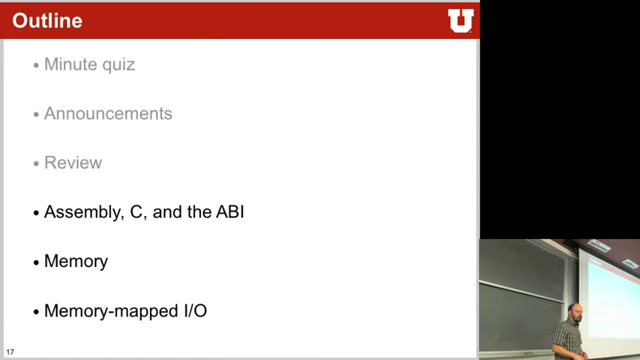 Outline
U
• Minute quiz
• Announcements
• Review
• Assembly, C, and the ABI
• Memory
• Memory-mapped I/O
17